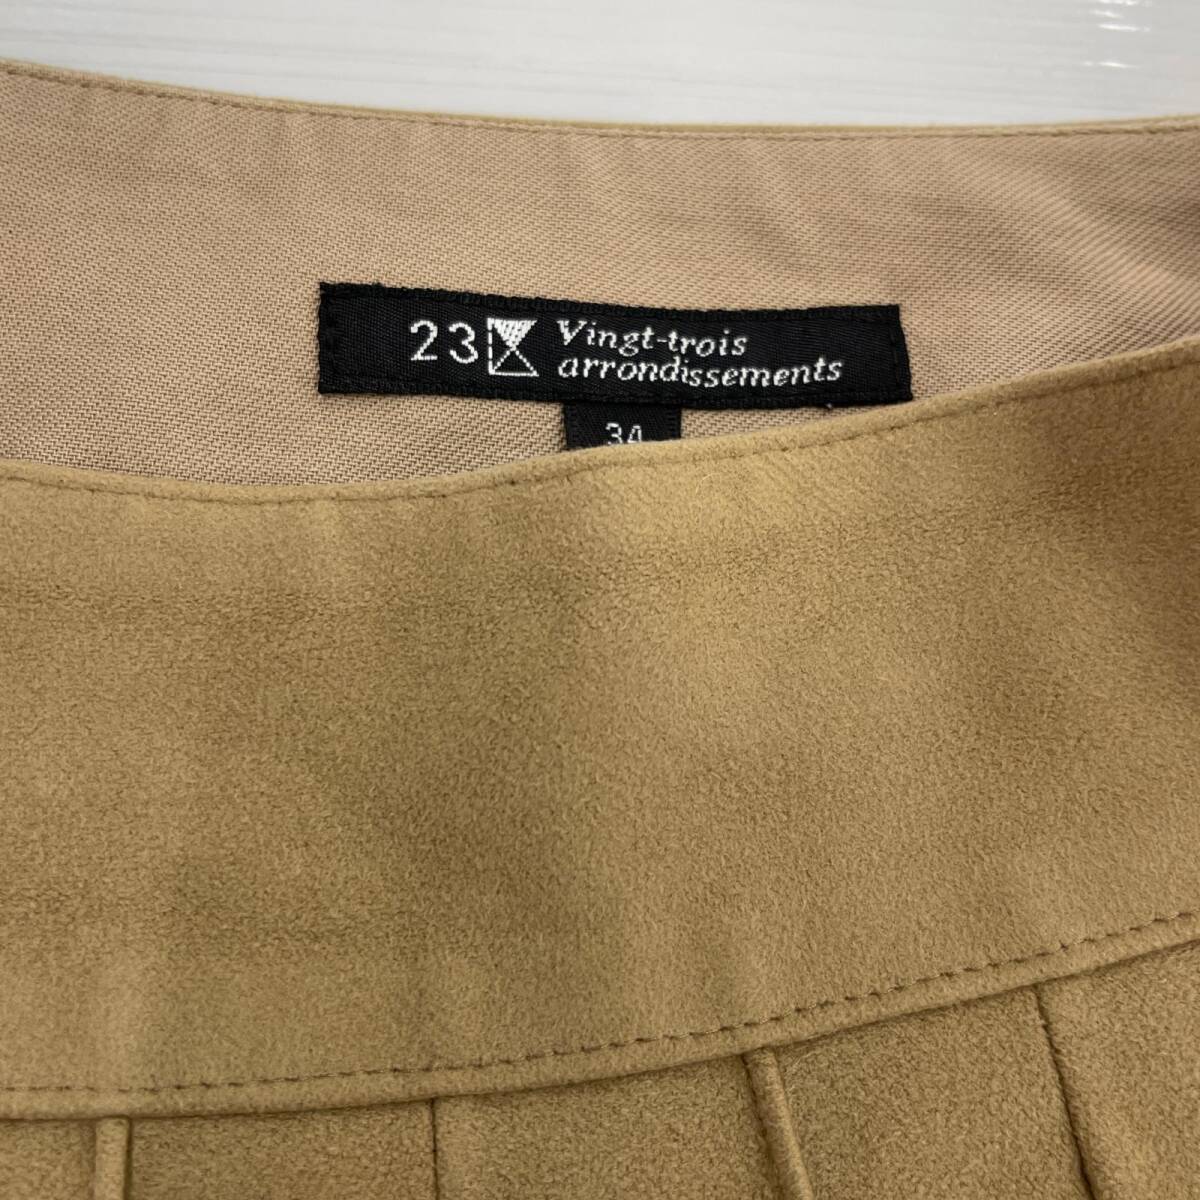 23 Vingt-trois
arrondissements
34